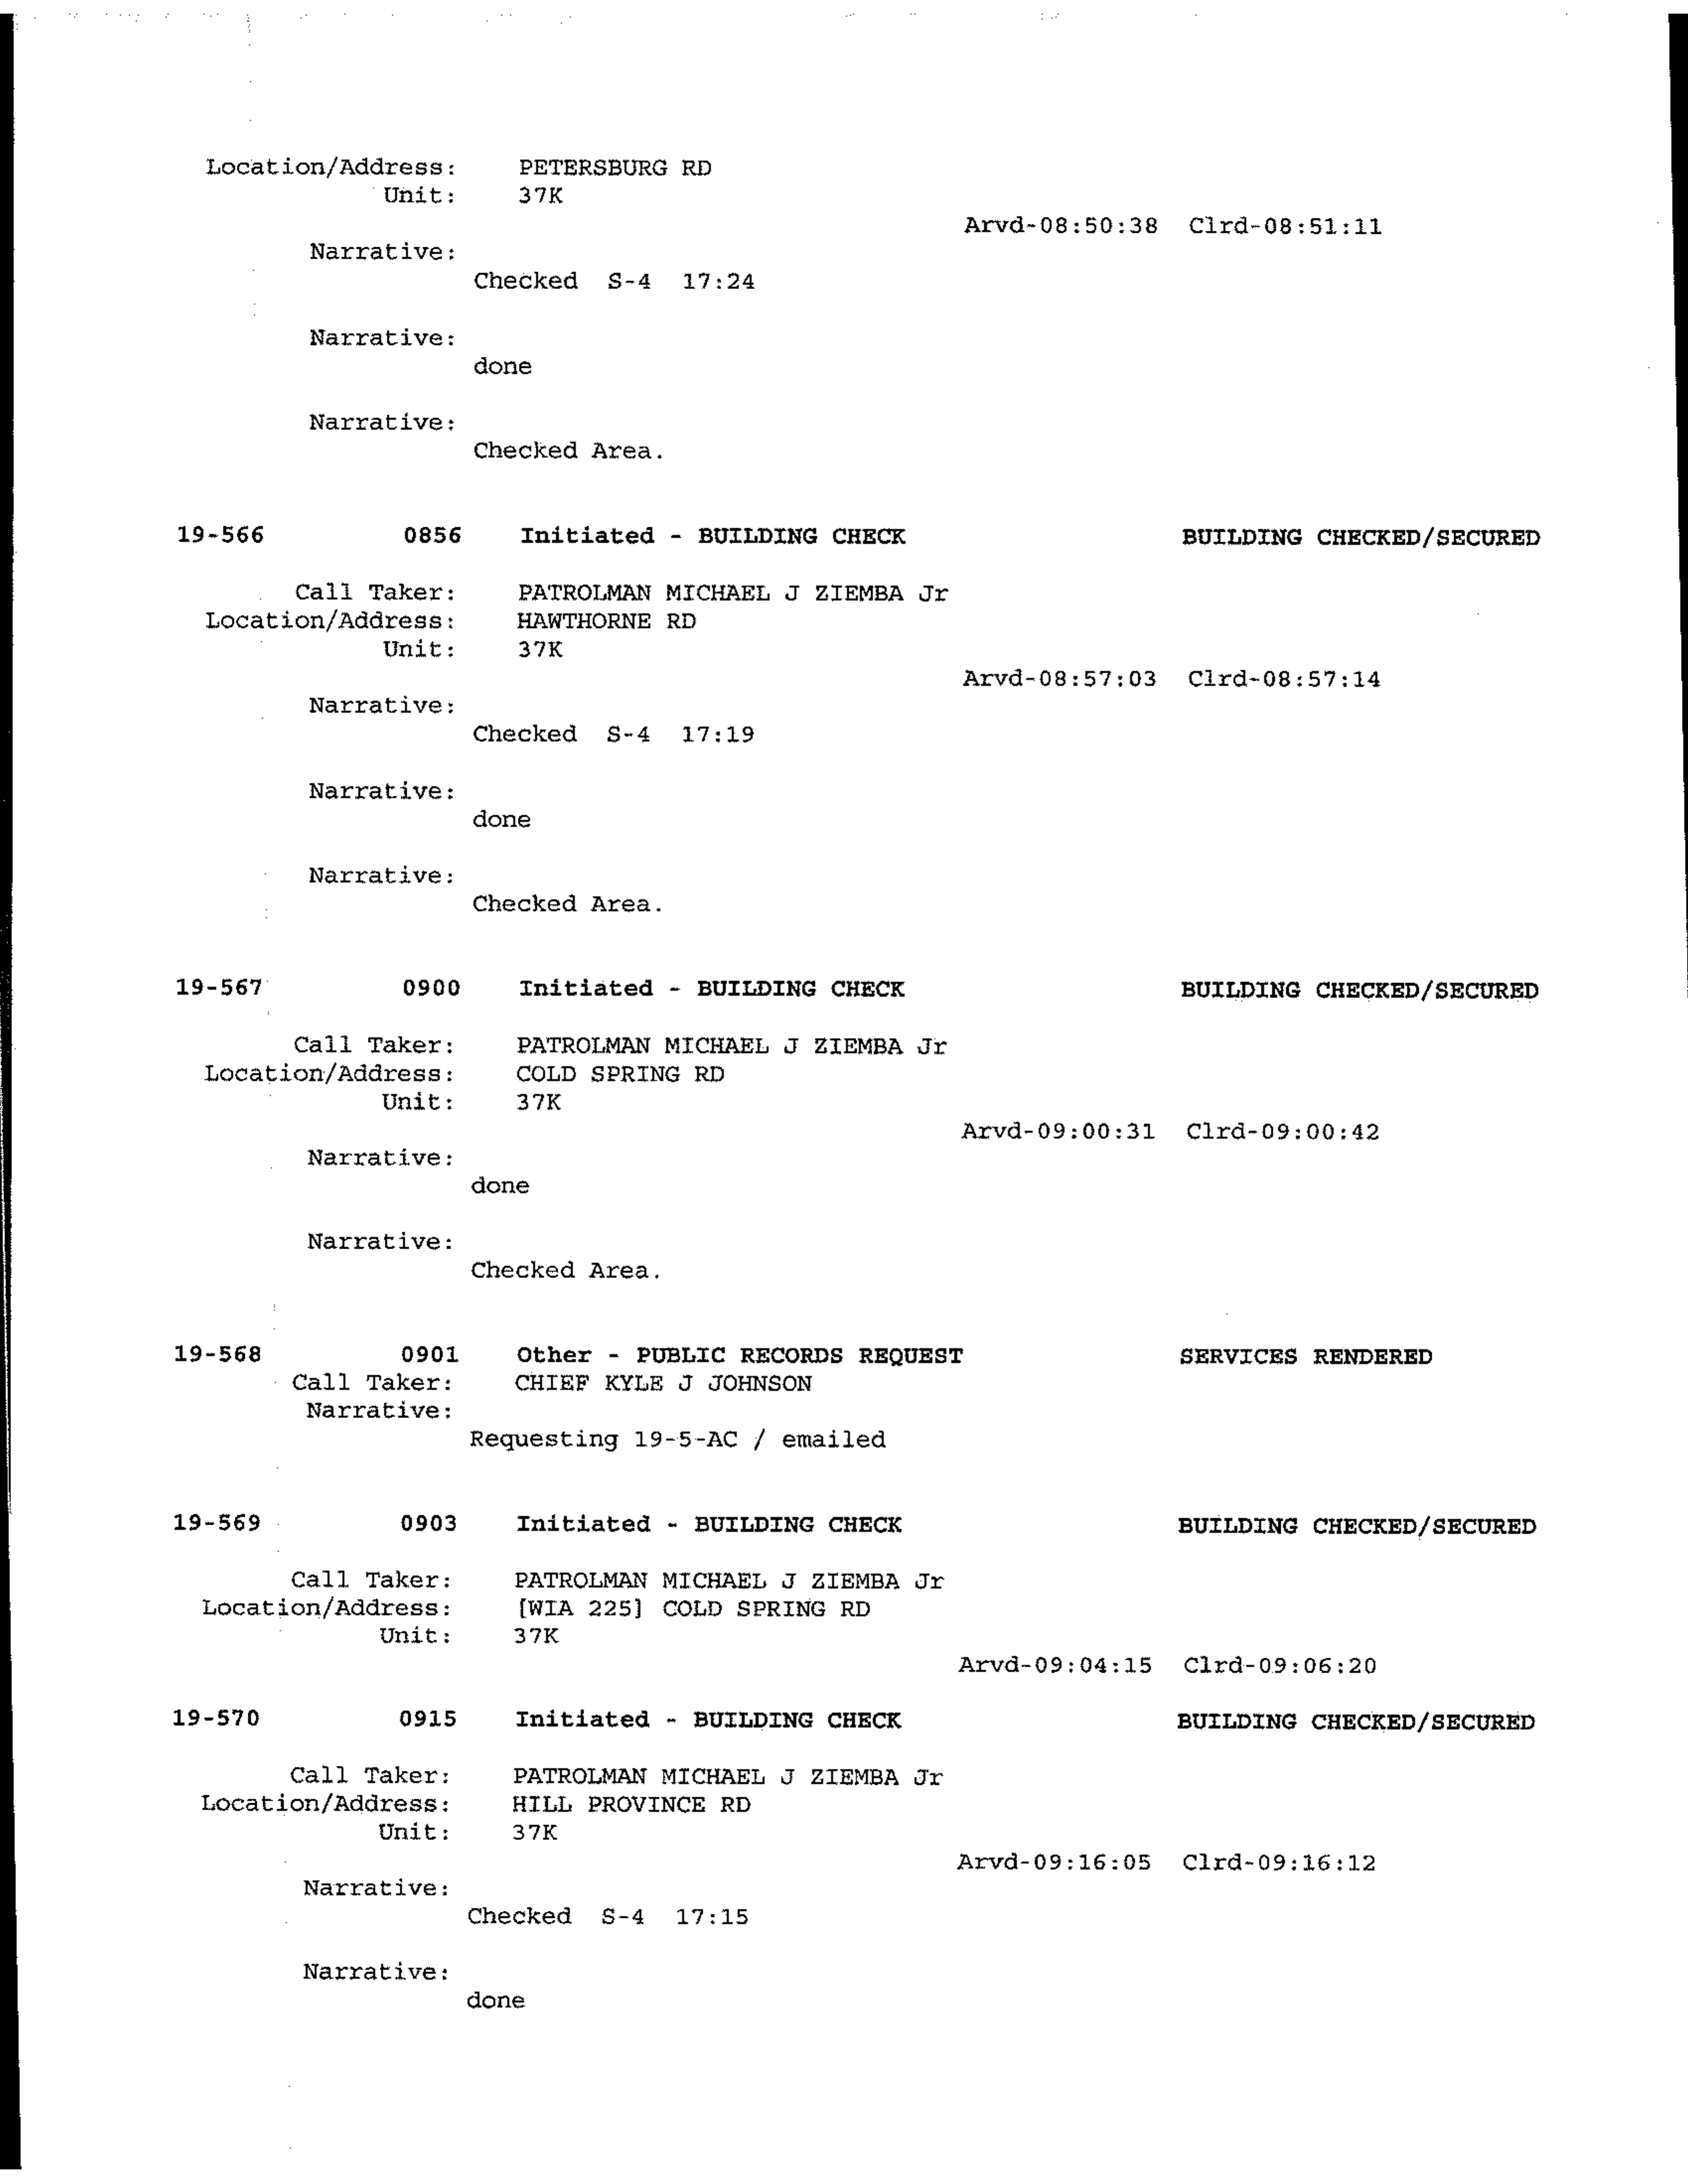 Location/Address: PETERSBURG RD
Unit: 37K
Arvd-08:50:38 Clrd-08:51:11
Narrative:
Checked S-4 17:24
Narrative:
done
Narrative:
Checked Area.
19-566 0856 Initiated - BUILDING CHECK BUILDING CHECKED/SECURED
Call Taker: PATROLMAN MICHAEL J ZIEMBA Jr
Location/Address: HAWTHORNE RD
Unit: 37K
Arvd-08:57:03 Clrd-08:57:14
Narrative:
Checked S-4 17:19
Narrative:
done
Narrative:
Checked Area.
19-567 0900 Initiated - BUILDING CHECK BUILDING CHECKED/SECURED
Call Taker: PATROLMAN MICHAEL J ZIEMBA Jr
Location/Address: COLD SPRING RD
Unit: 37K
Arvd-09:00:31 Clrd-09:00:42
Narrative:
done
Narrative:
Checked Area.
19-568 0901 Other - PUBLIC RECORDS REQUEST SERVICES RENDERED
Call Taker: CHIEF KYLE J JOHNSON
Narrative:
Requesting 19-5-AC / emailed
19-569 0903 Initiated - BUILDING CHECK BUILDING CHECKED/SECURED
Call Taker: PATROLMAN MICHAEL J ZIEMBA Jr
Location/Address: [WIA 225] COLD SPRING RD
Unit: 37K
Arvd-09:04:15 Clrd-09:06:20
19-570 0915 Initiated - BUILDING CHECK BUILDING CHECKED/SECURED
Call Taker: PATROLMAN MICHAEL J ZIEMBA Jr
Location/Address: HILL PROVINCE RD
Unit: 37K
Arvd-09:16:05 Clrd-09:16:12
Narrative:
Checked S-4 17:15
Narrative:
done